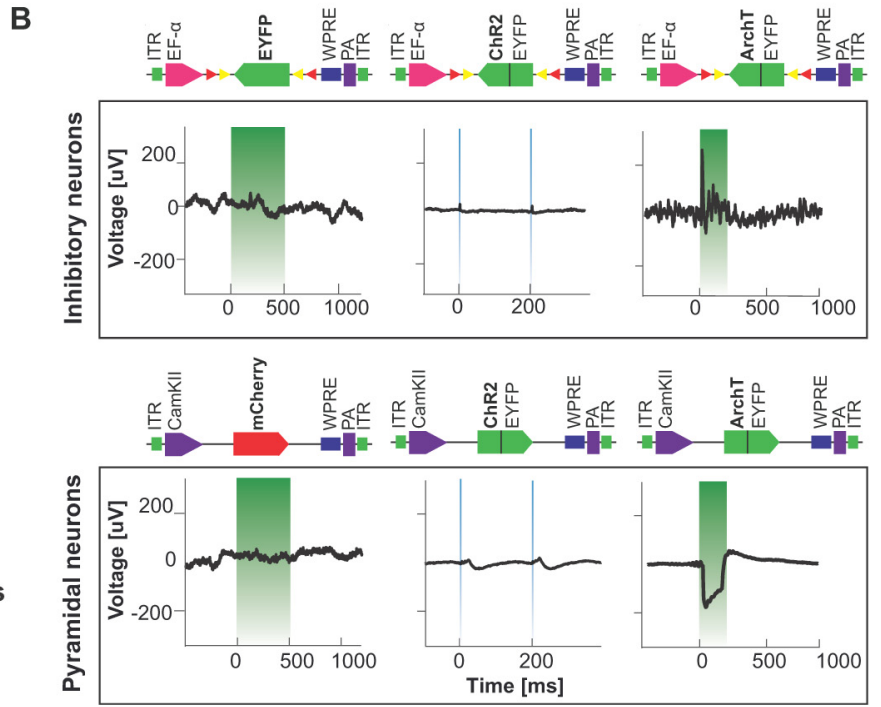 B
ITR EF-α EYFP WPRE PA ITR
ITR EF-α ChR2 EYFP WPRE PA ITR
ITR EF-α ArchT EYFP WPRE PA ITR
Inhibitory neurons
Voltage [uV]
200
0
-200
0 500 1000
0 200
0 500 1000
ITR CamKII mCherry WPRE PA ITR
ITR CamKII ChR2 EYFP WPRE PA ITR
ITR CamKII ArchT EYFP WPRE PA ITR
s
Pyramidal neurons
Voltage [uV]
200
0
-200
0 500 1000
0 200
0 500 1000
Time [ms]